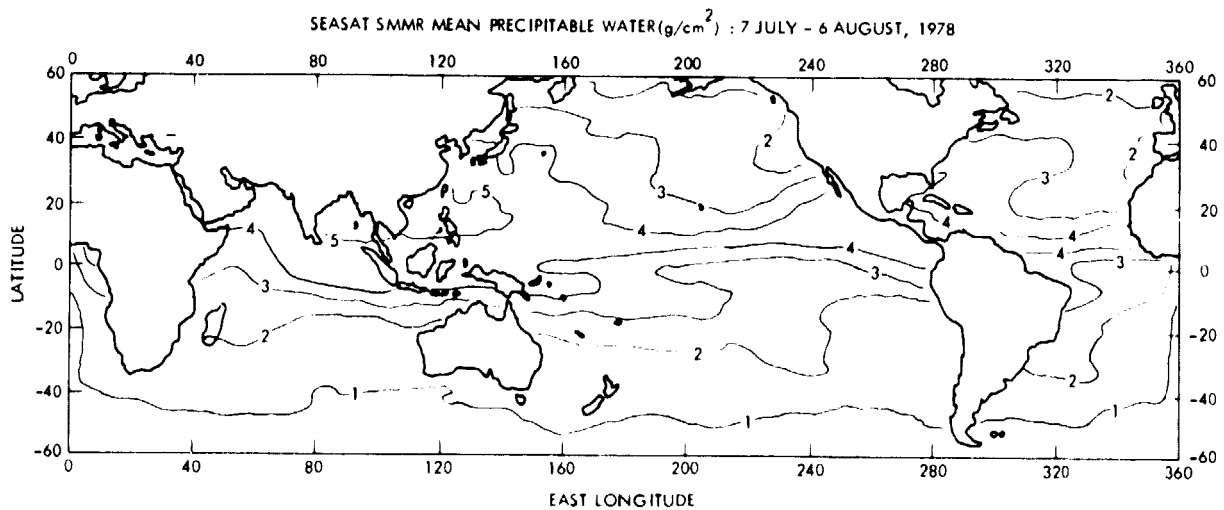 SEASAT SMMR MEAN PRECIPITABLE WATER (g/cm²) : 7 JULY – 6 AUGUST, 1978
0 40 80 120 160 200 240 280 320 360
60 60
2
40 2 2 40
5 3 3
20 4 4 20
4 5 4 4
0 3 3 3 0
-20 2 2 -20
2
-40 1 1 1 -40
-60 -60
0 40 80 120 160 200 240 280 320 360
LATITUDE
EAST LONGITUDE